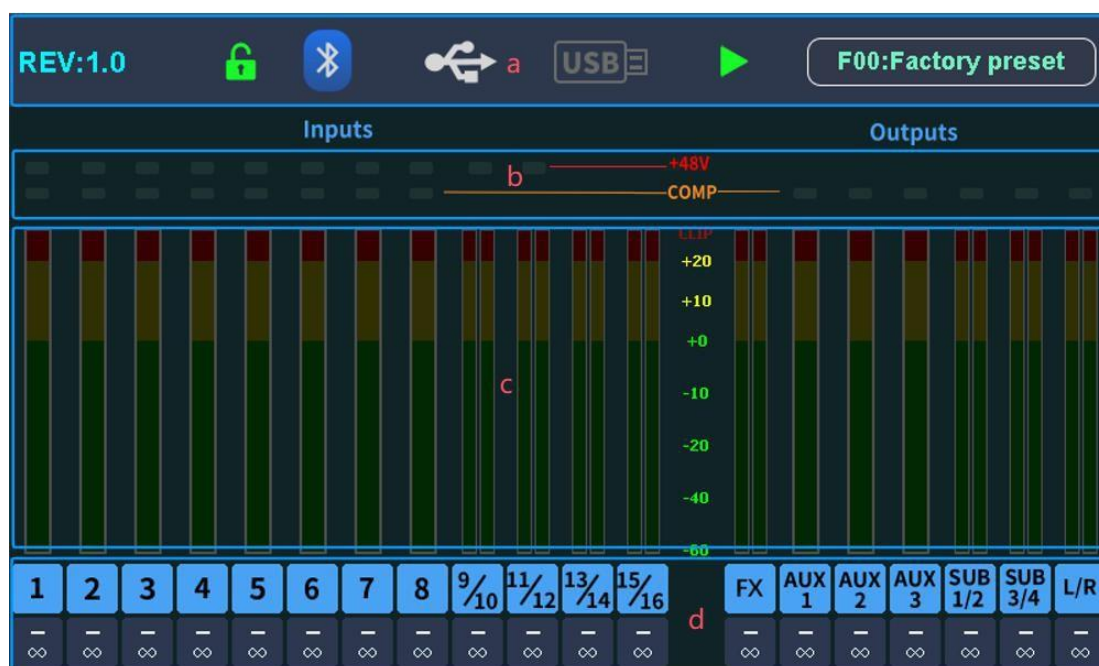 REV:1.0 a USB F00:Factory preset
Inputs Outputs
b +48V
COMP
CLIP
+20
+10
+0
c -10
-20
-40
-60
1 2 3 4 5 6 7 8 9/10 11/12 13/14 15/16 d FX AUX 1 AUX 2 AUX 3 SUB 1/2 SUB 3/4 L/R
-∞ -∞ -∞ -∞ -∞ -∞ -∞ -∞ -∞ -∞ -∞ -∞ -∞ -∞ -∞ -∞ -∞ -∞ -∞